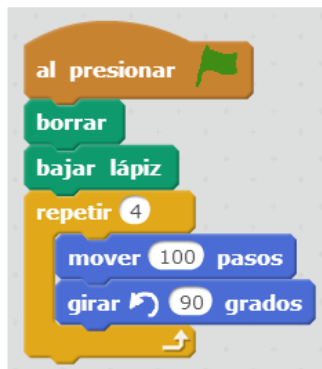 al presionar
borrar
bajar lápiz
repetir 4
mover 100 pasos
girar 90 grados